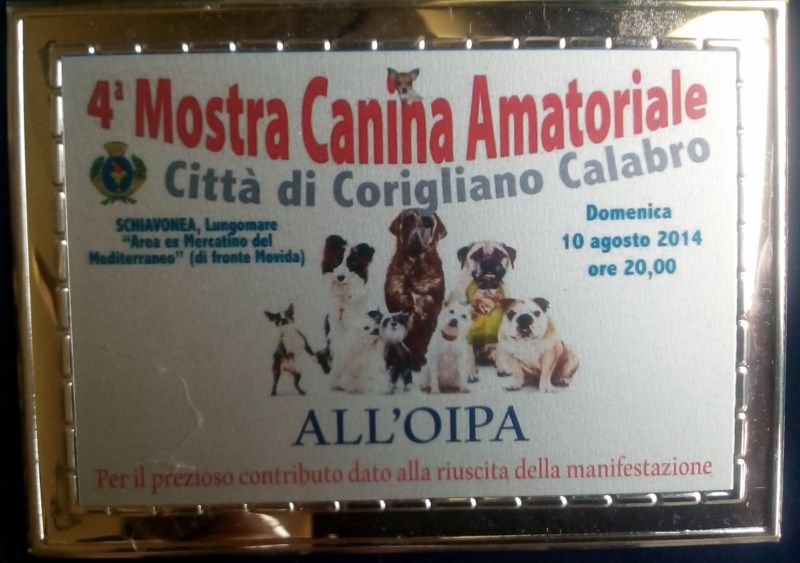 4ª Mostra Canina Amatoriale
Città di Corigliano Calabro
SCHIAVONEA, Lungomare
"Area ex Mercatino del
Mediterraneo" (di fronte Movida)
Domenica
10 agosto 2014
ore 20,00
ALL'OIPA
Per il prezioso contributo dato alla riuscita della manifestazione